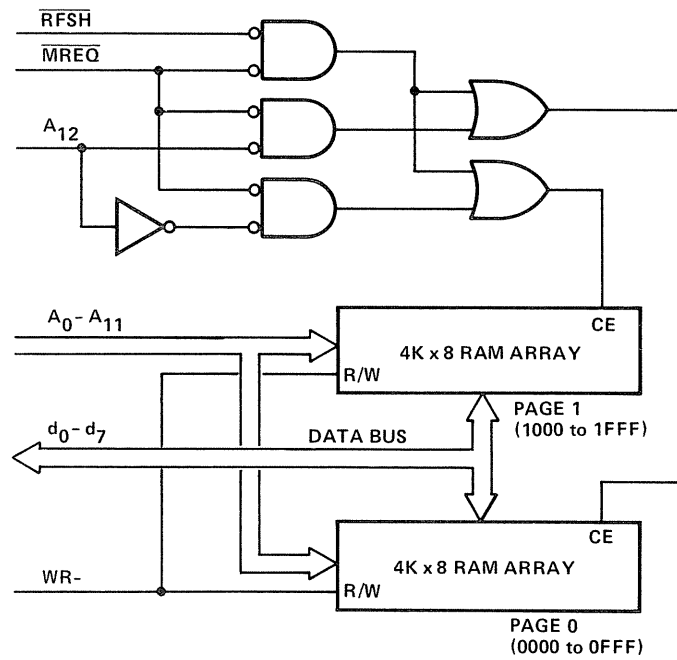 RFSH
MREQ
A12
A0-A11
CE
4K x 8 RAM ARRAY
R/W
PAGE 1
(1000 to 1FFF)
d0-d7
DATA BUS
CE
4K x 8 RAM ARRAY
WR-
R/W
PAGE 0
(0000 to 0FFF)